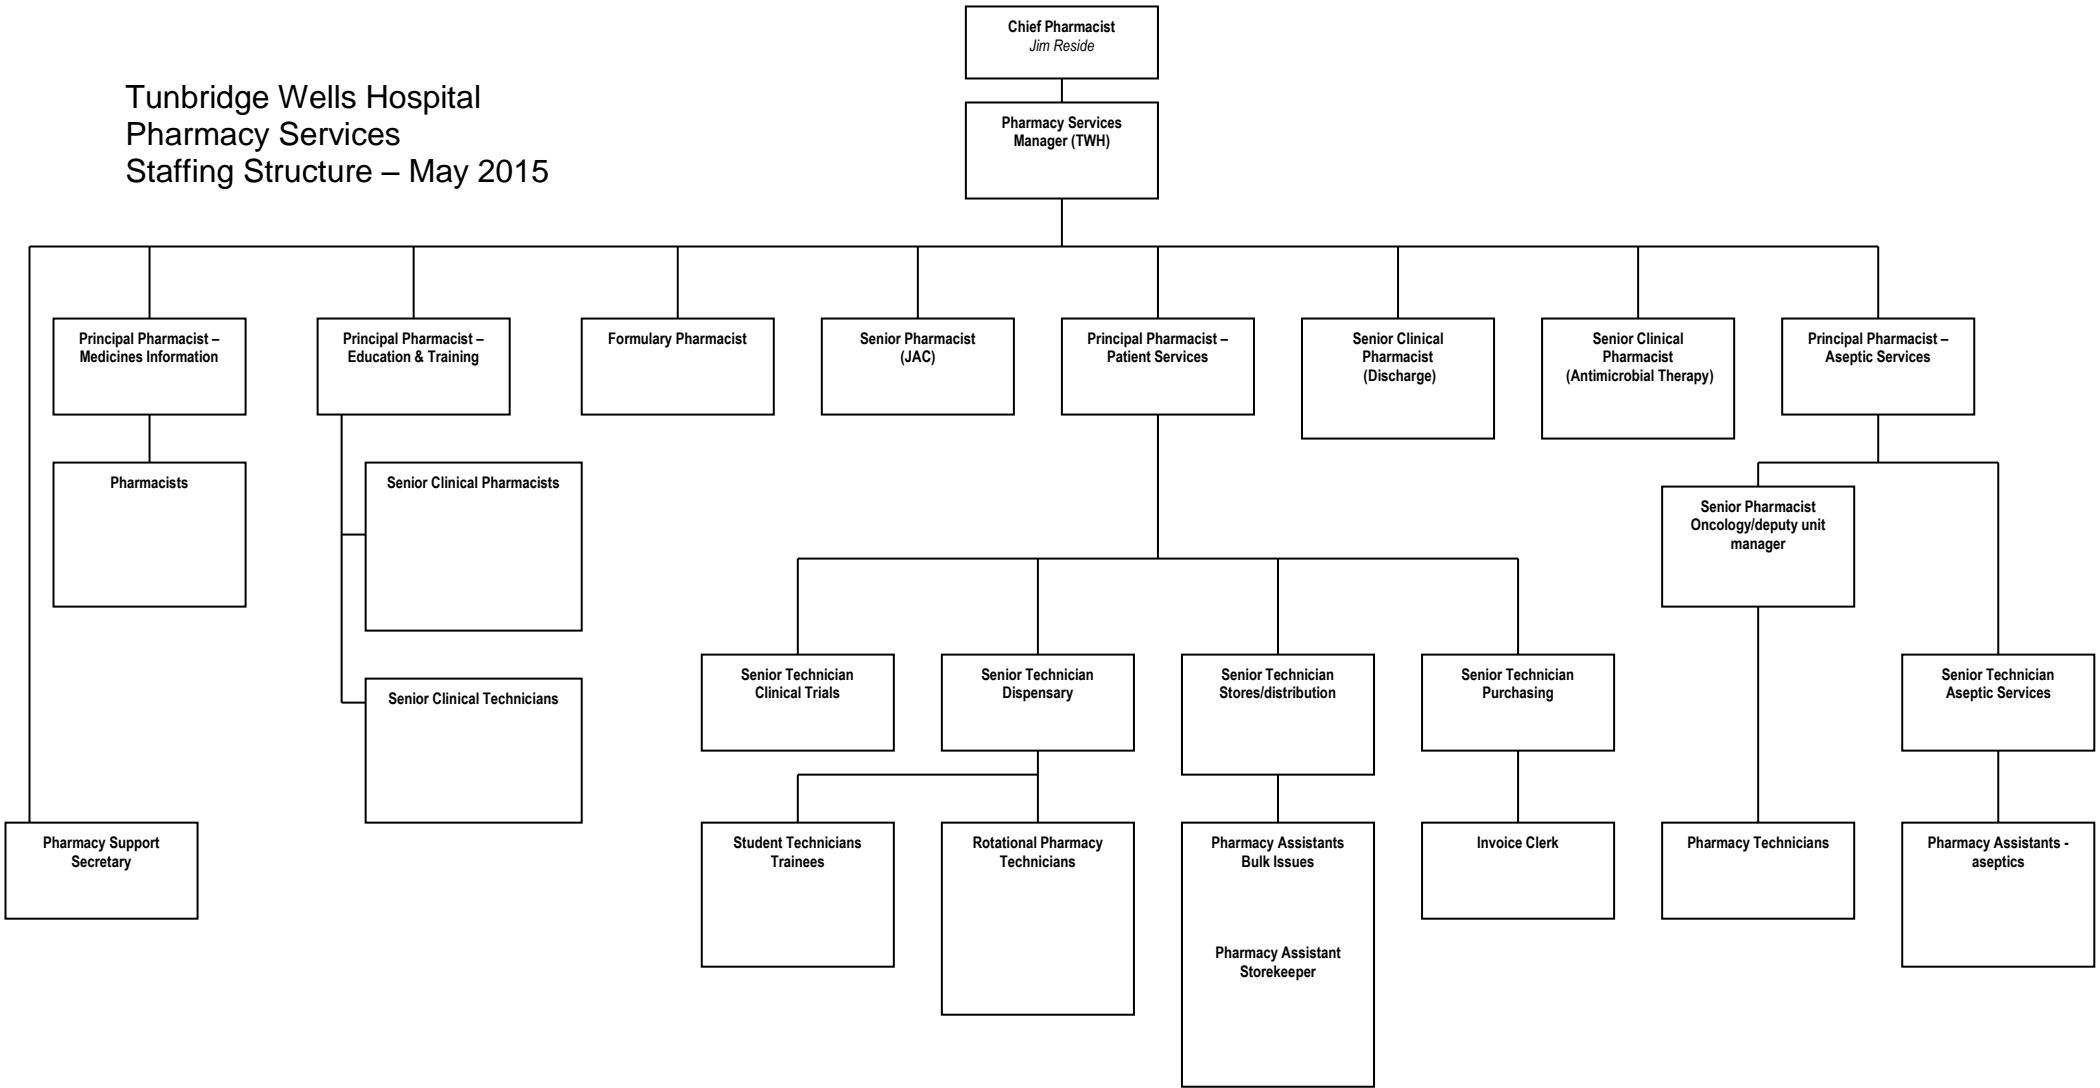 Chief Pharmacist
Jim Reside
Tunbridge Wells Hospital
Pharmacy Services
Staffing Structure – May 2015
Pharmacy Services
Manager (TWH)
Principal Pharmacist –
Medicines Information
Principal Pharmacist –
Education & Training
Formulary Pharmacist
Senior Pharmacist
(JAC)
Principal Pharmacist –
Patient Services
Senior Clinical
Pharmacist
(Discharge)
Senior Clinical
Pharmacist
(Antimicrobial Therapy)
Principal Pharmacist –
Aseptic Services
Pharmacists
Senior Clinical Pharmacists
Senior Pharmacist
Oncology/deputy unit
manager
Senior Clinical Technicians
Senior Technician
Clinical Trials
Senior Technician
Dispensary
Senior Technician
Stores/distribution
Senior Technician
Purchasing
Senior Technician
Aseptic Services
Pharmacy Support
Secretary
Student Technicians
Trainees
Rotational Pharmacy
Technicians
Pharmacy Assistants
Bulk Issues
Pharmacy Assistant
Storekeeper
Invoice Clerk
Pharmacy Technicians
Pharmacy Assistants -
aseptics